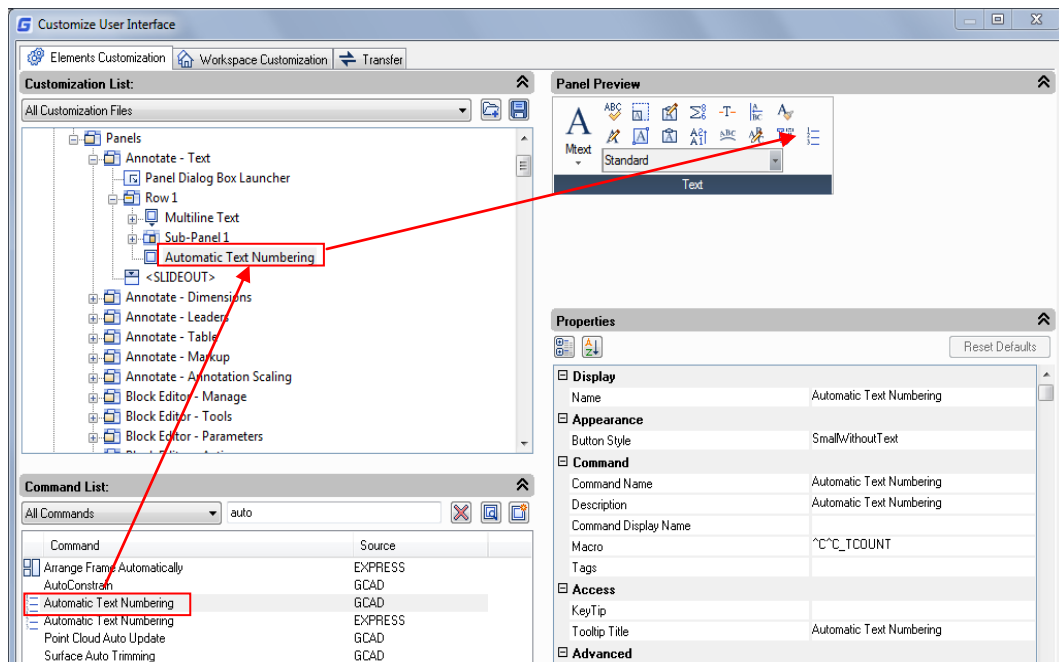 Customize User Interface
Elements Customization
Workspace Customization
Transfer
Customization List:
All Customization Files
Panels
Annotate - Text
Panel Dialog Box Launcher
Row 1
Multiline Text
Sub-Panel 1
Automatic Text Numbering
<SLIDEOUT>
Annotate - Dimensions
Annotate - Leaders
Annotate - Table
Annotate - Markup
Annotate - Annotation Scaling
Block Editor - Manage
Block Editor - Tools
Block Editor - Parameters
Command List:
All Commands
auto
Command Source
Arrange Frame Automatically EXPRESS
AutoConstrain GCAD
Automatic Text Numbering GCAD
Automatic Text Numbering EXPRESS
Point Cloud Auto Update GCAD
Surface Auto Trimming GCAD
Panel Preview
Mtext
Standard
Text
Properties
Reset Defaults
Display
Name Automatic Text Numbering
Appearance
Button Style SmallWithoutText
Command
Command Name Automatic Text Numbering
Description Automatic Text Numbering
Command Display Name
Macro ^C^C_TCOUNT
Tags
Access
KeyTip
Tooltip Title Automatic Text Numbering
Advanced